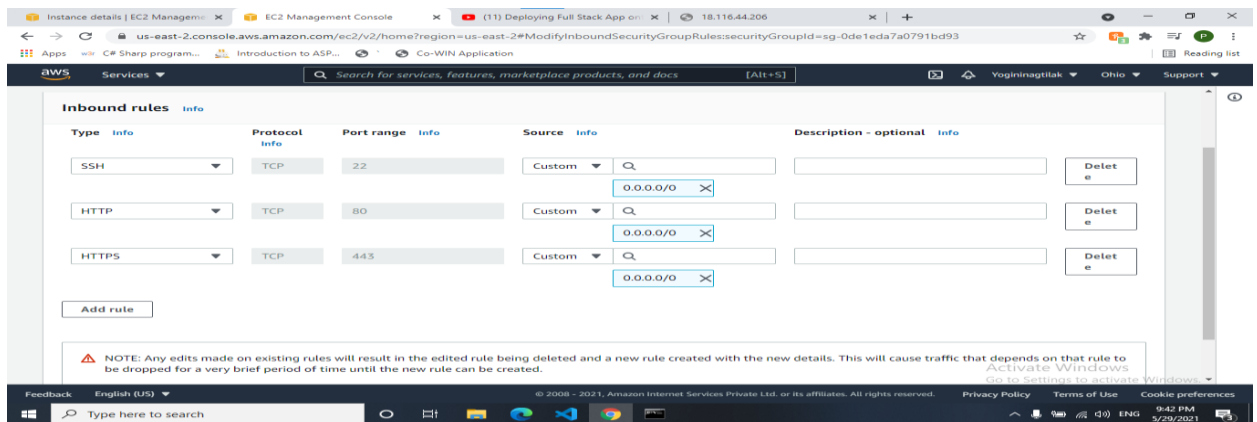 Instance details | EC2 Manageme
EC2 Management Console
(11) Deploying Full Stack App on
18.116.44.206
us-east-2.console.aws.amazon.com/ec2/v2/home?region=us-east-2#ModifyInboundSecurityGroupRules:securityGroupId=sg-0de1eda7a0791bd93
Apps C# Sharp program... Introduction to ASP... Co-WIN Application Reading list
aws Services Search for services, features, marketplace products, and docs [Alt+S] Yogininagtilak Ohio Support
Inbound rules Info
Type Info Protocol Port range Info Source Info Description - optional Info
Info
SSH TCP 22 Custom Delet
e
0.0.0.0/0
HTTP TCP 80 Custom Delet
e
0.0.0.0/0
HTTPS TCP 443 Custom Delet
e
0.0.0.0/0
Add rule
NOTE: Any edits made on existing rules will result in the edited rule being deleted and a new rule created with the new details. This will cause traffic that depends on that rule to
be dropped for a very brief period of time until the new rule can be created.
Activate Windows
Go to Settings to activate Windows.
Feedback English (US) © 2008 - 2021, Amazon Internet Services Private Ltd. or its affiliates. All rights reserved. Privacy Policy Terms of Use Cookie preferences
Type here to search ENG 9:42 PM
5/29/2021